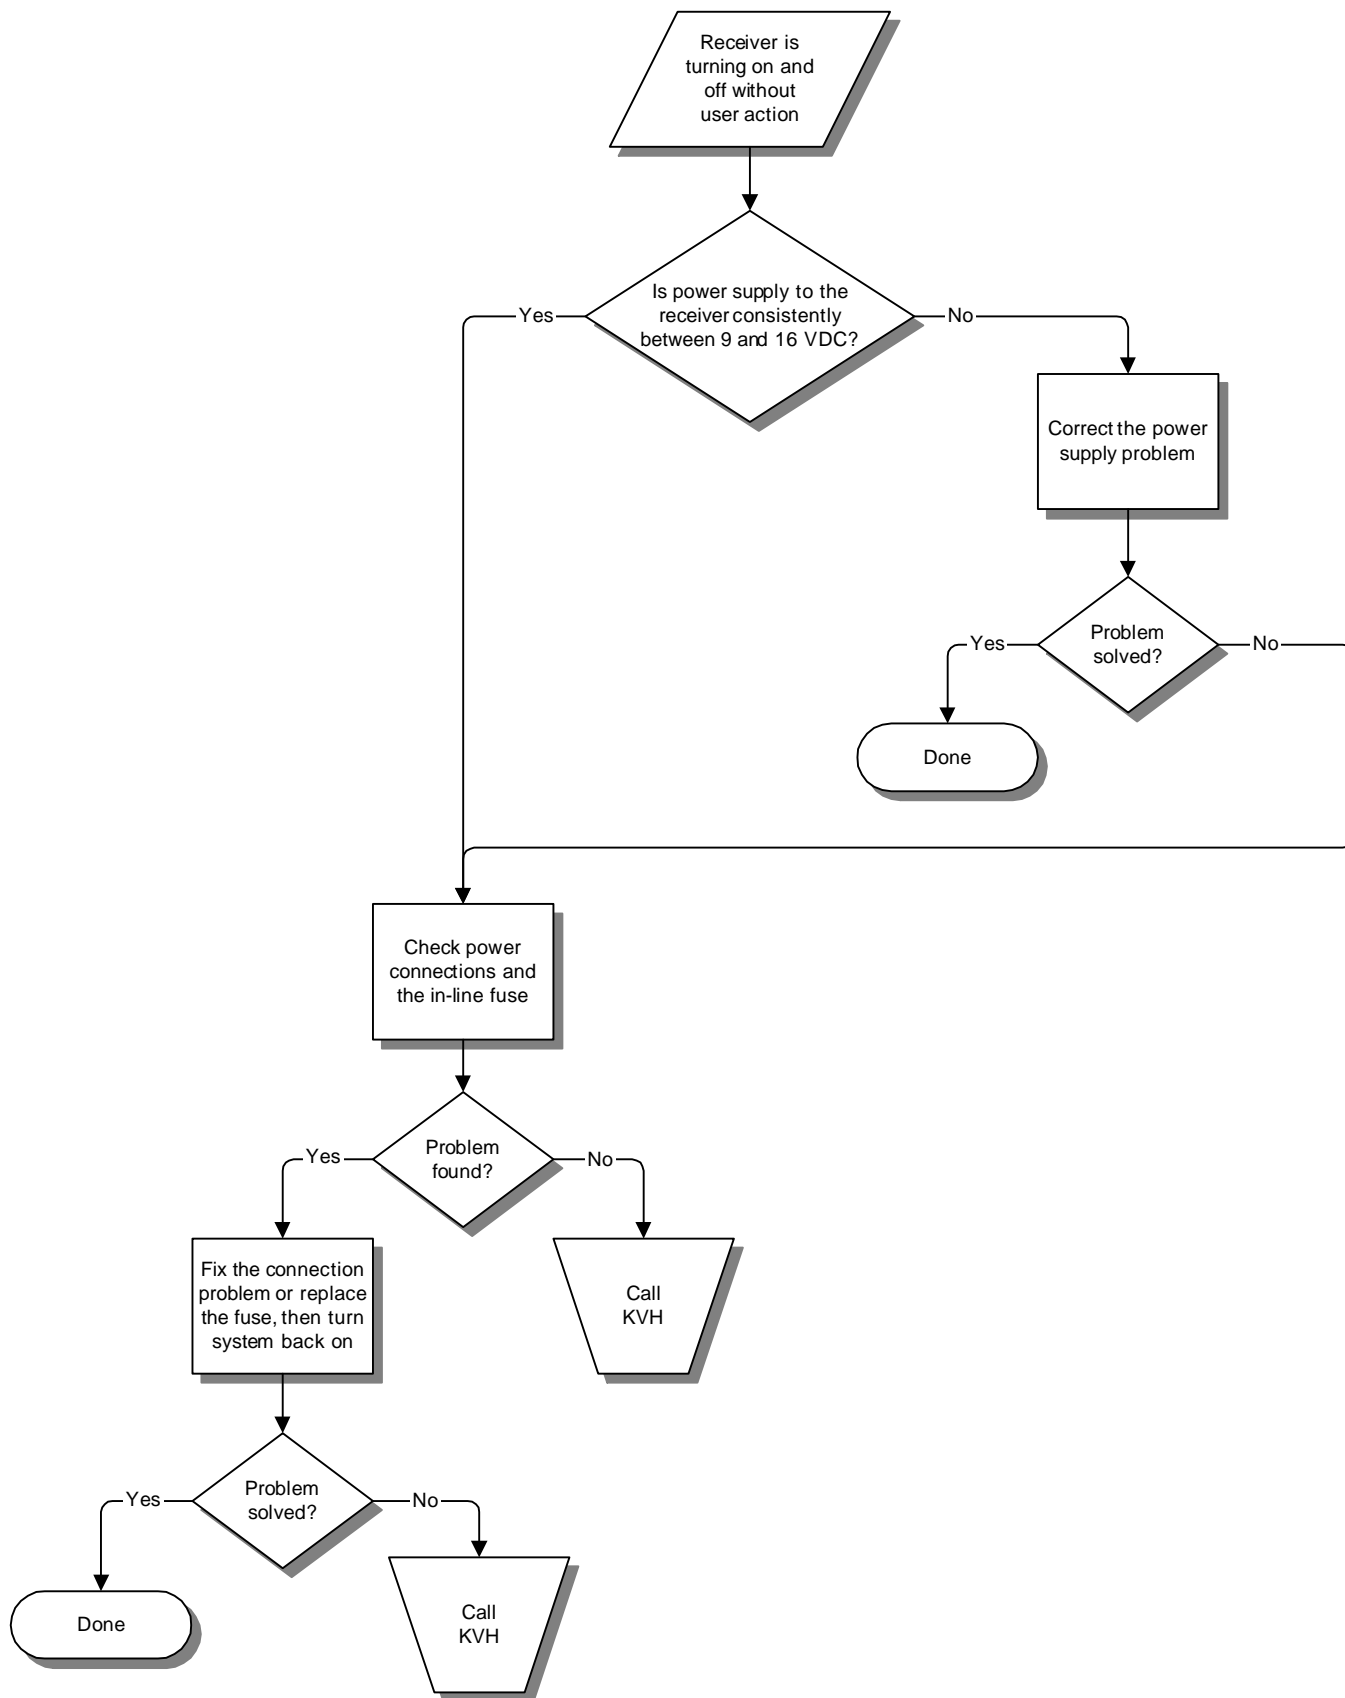 Receiver is
turning on and
off without
user action
Is power supply to the
receiver consistently
between 9 and 16 VDC?
Yes
No
Correct the power
supply problem
Problem
solved?
Yes
No
Done
Check power
connections and
the in-line fuse
Problem
found?
Yes
No
Fix the connection
problem or replace
the fuse, then turn
system back on
Call
KVH
Problem
solved?
Yes
No
Done
Call
KVH